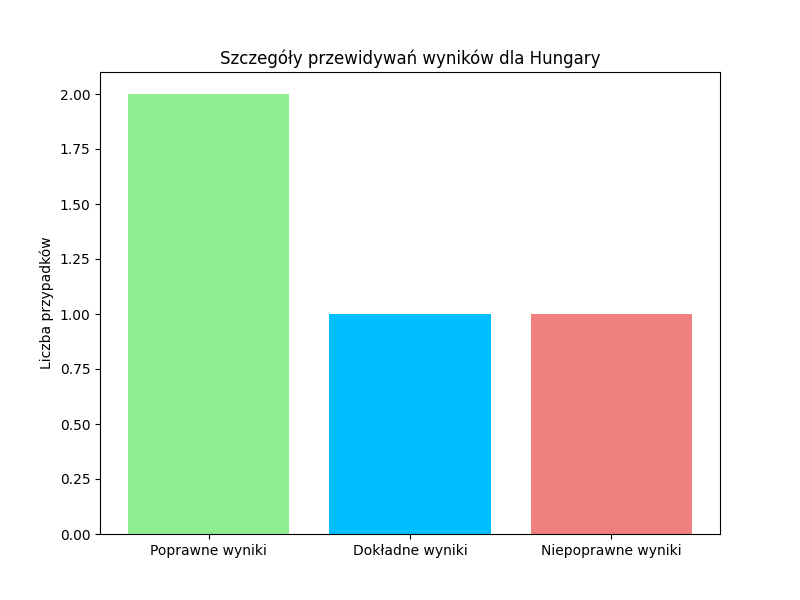 Szczegóły przewidywań wyników dla Hungary
Liczba przypadków
2.00
1.75
1.50
1.25
1.00
0.75
0.50
0.25
0.00
Poprawne wyniki
Dokładne wyniki
Niepoprawne wyniki